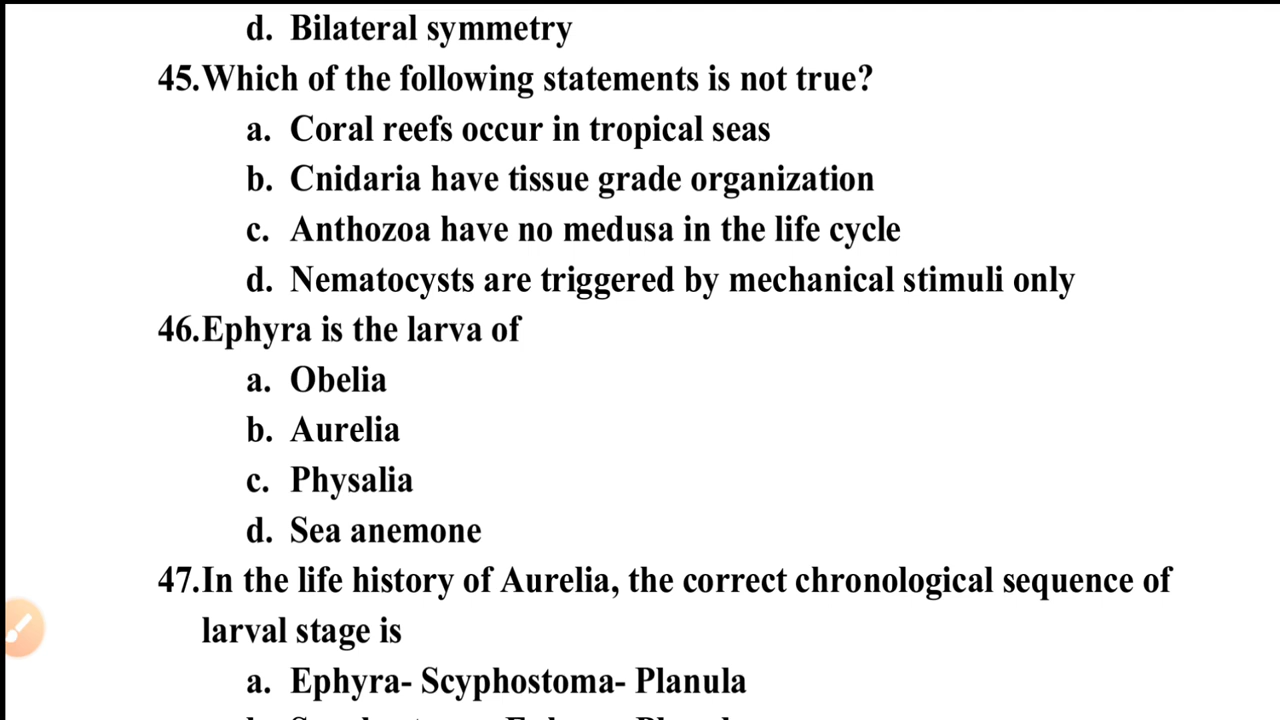 d. Bilateral symmetry
45.Which of the following statements is not true?
a. Coral reefs occur in tropical seas
b. Cnidaria have tissue grade organization
c. Anthozoa have no medusa in the life cycle
d. Nematocysts are triggered by mechanical stimuli only
46.Ephyra is the larva of
a. Obelia
b. Aurelia
c. Physalia
d. Sea anemone
47.In the life history of Aurelia, the correct chronological sequence of
larval stage is
a. Ephyra- Scyphostoma- Planula